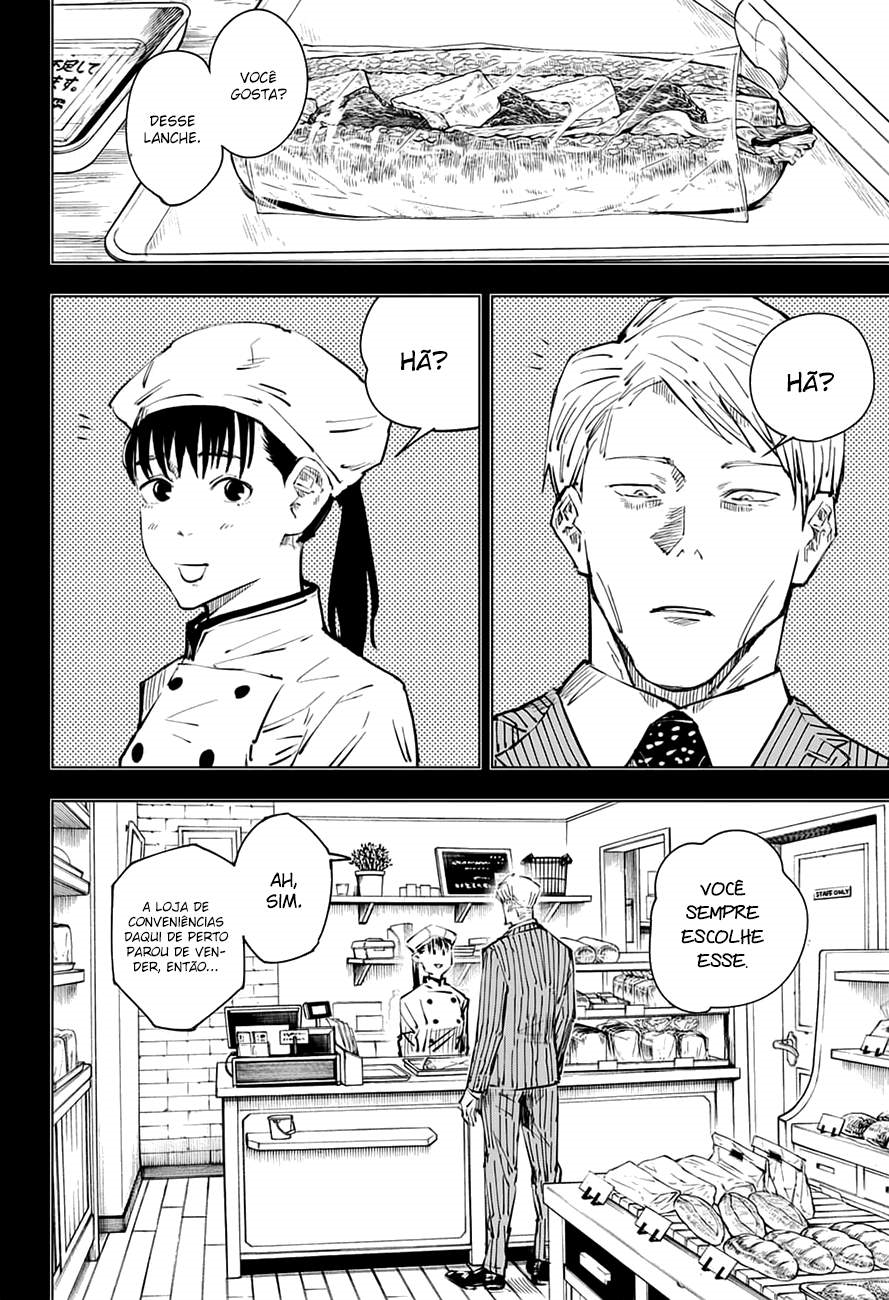 VOCÊ
GOSTA?
DESSE
LANCHE.
HÃ?
HÃ?
VOCÊ
SEMPRE
ESCOLHE
ESSE.
AH,
SIM.
A LOJA DE
CONVENIÊNCIAS
DAQUI DE PERTO
PAROU DE VEN-
DER, ENTÃO...
STAFF ONLY